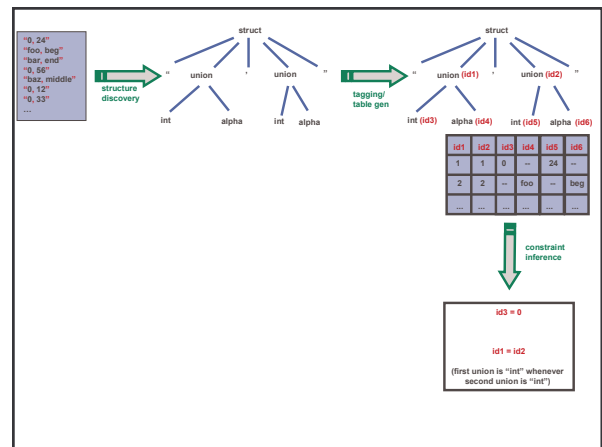 "0, 24"
"foo, beg"
"bar, end"
"0, 56"
"baz, middle"
"0, 12"
"0, 33"
...
structure
discovery
struct
" union ' union "
int alpha int alpha
tagging/
table gen
struct
" union (id1) ' union (id2) "
int (id3) alpha (id4) int (id5) alpha (id6)
id1 id2 id3 id4 id5 id6
1 1 0 -- 24 --
2 2 -- foo -- beg
... ... ... ... ... ...
constraint
inference
id3 = 0
id1 = id2
(first union is "int" whenever
second union is "int")